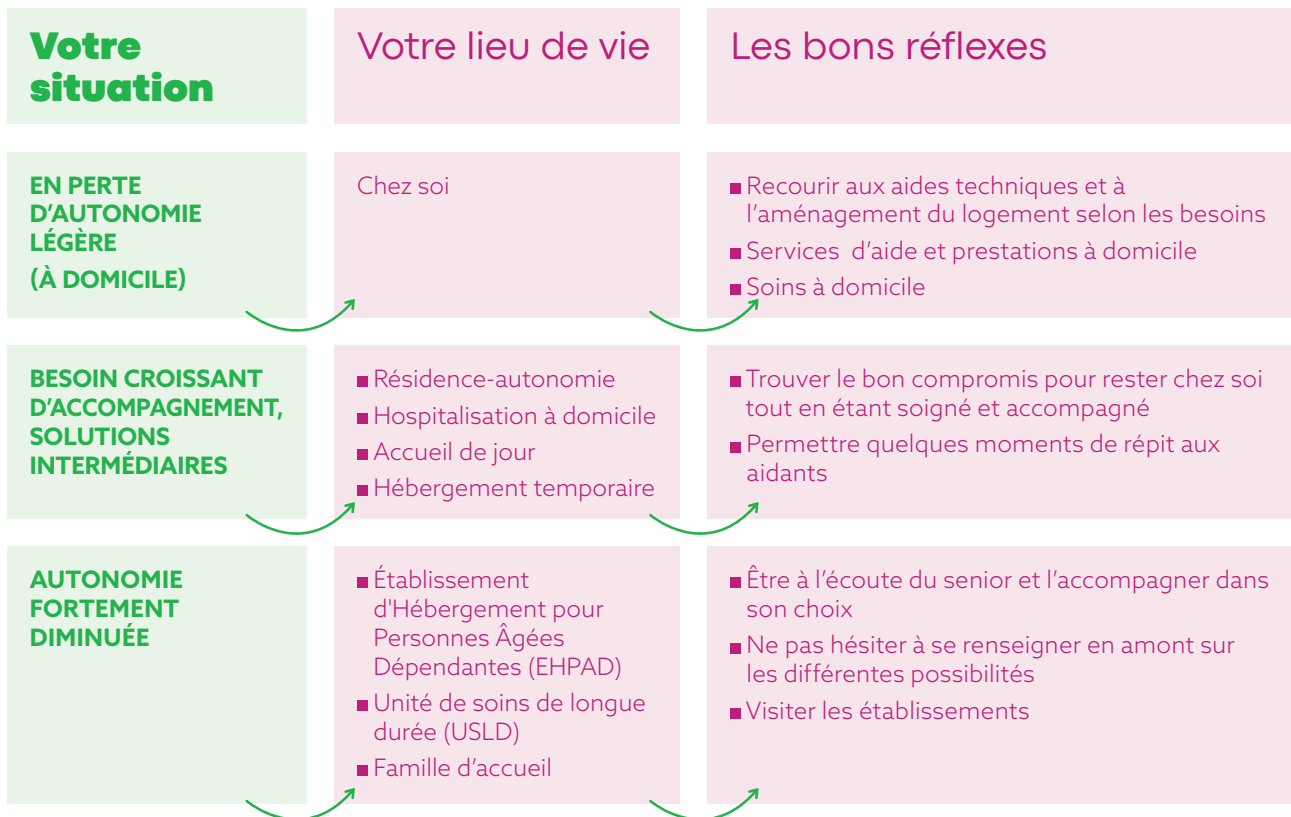 Votre
situation
Votre lieu de vie
Les bons réflexes
EN PERTE
D'AUTONOMIE
LÉGÈRE
(À DOMICILE)
Chez soi
■ Recourir aux aides techniques et à
l'aménagement du logement selon les besoins
■ Services d'aide et prestations à domicile
■ Soins à domicile
BESOIN CROISSANT
D'ACCOMPAGNEMENT,
SOLUTIONS
INTERMÉDIAIRES
■ Résidence-autonomie
■ Hospitalisation à domicile
■ Accueil de jour
■ Hébergement temporaire
■ Trouver le bon compromis pour rester chez soi
tout en étant soigné et accompagné
■ Permettre quelques moments de répit aux
aidants
AUTONOMIE
FORTEMENT
DIMINUÉE
■ Établissement
d'Hébergement pour
Personnes Âgées
Dépendantes (EHPAD)
■ Unité de soins de longue
durée (USLD)
■ Famille d'accueil
■ Être à l'écoute du senior et l'accompagner dans
son choix
■ Ne pas hésiter à se renseigner en amont sur
les différentes possibilités
■ Visiter les établissements